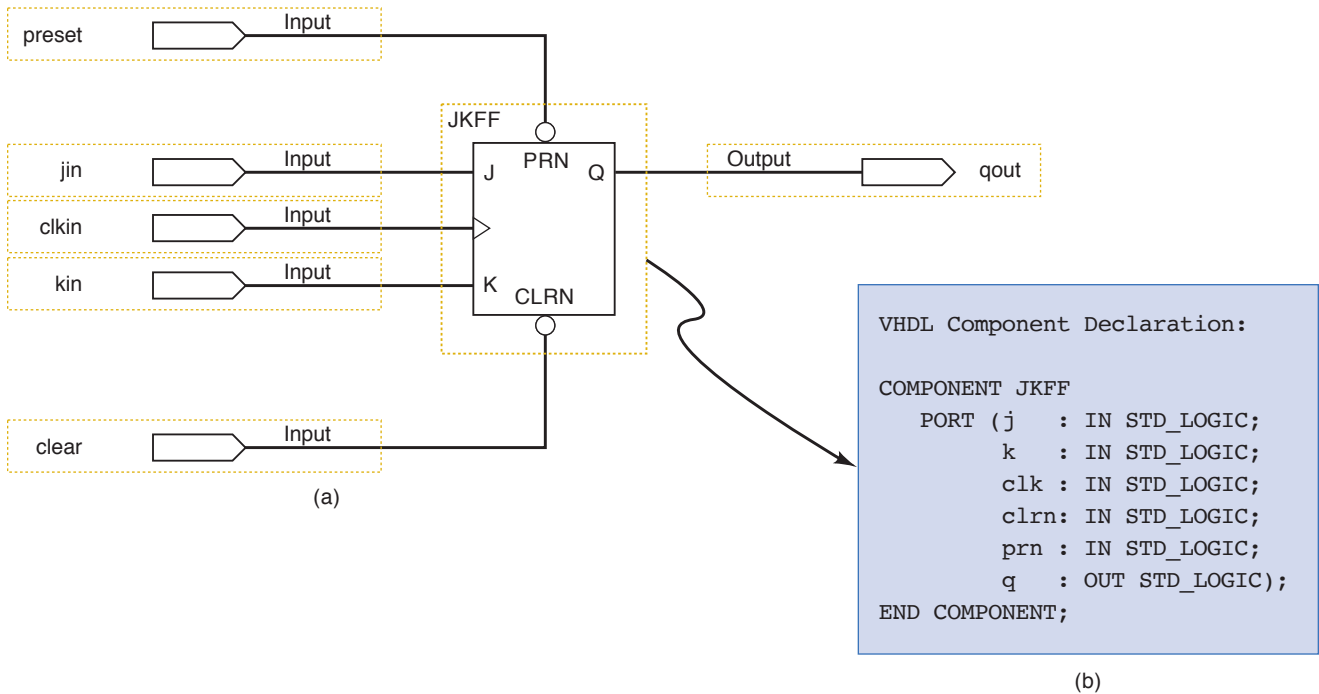 preset
Input
JKFF
PRN
jin
Input
J
Q
Output
qout
clkin
Input
kin
Input
K
CLRN
clear
Input
(a)
VHDL Component Declaration:
COMPONENT JKFF
PORT (j : IN STD_LOGIC;
k : IN STD_LOGIC;
clk : IN STD_LOGIC;
clrn: IN STD_LOGIC;
prn : IN STD_LOGIC;
q : OUT STD_LOGIC);
END COMPONENT;
(b)